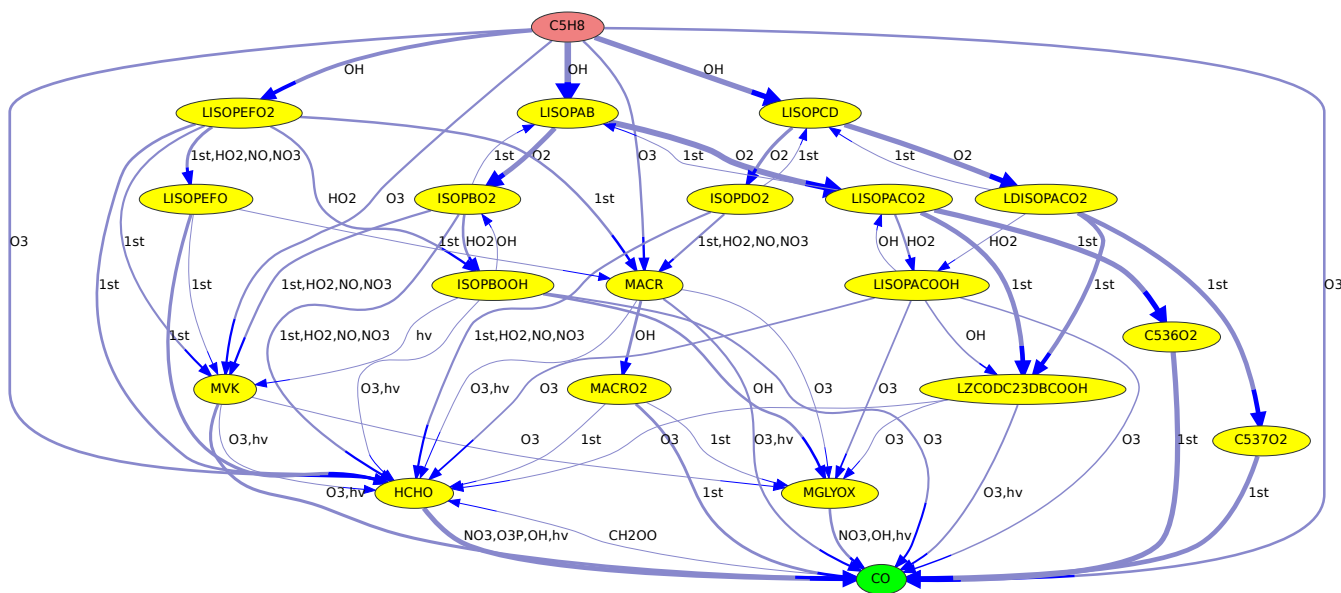 C5H8
OH
OH
OH
LISOPEFO2
LISOPAB
LISOPCD
1st,HO2,NO,NO3
1st
O2
1st
O2
O2
1st
1st
O2
LISOPEFO
HO2
O3
1st
ISOPBO2
ISOPDO2
LISOPACO2
LDISOPACO2
O3
O3
1st
1st
HO2
OH
1st,HO2,NO,NO3
OH
HO2
HO2
1st
1st
1st
1st
1st,HO2,NO,NO3
ISOPBOOH
MACR
LISOPACOOH
1st
1st
O3
1st
1st,HO2,NO,NO3
hv
1st,HO2,NO,NO3
OH
OH
C536O2
MVK
O3,hv
O3,hv
O3
MACRO2
OH
O3
O3
LZCODC23DBCOOH
O3,hv
O3
1st
O3
1st
O3,hv
O3
O3
O3
1st
C537O2
O3,hv
HCHO
1st
MGLYOX
O3,hv
1st
NO3,O3P,OH,hv
CH2OO
NO3,OH,hv
CO